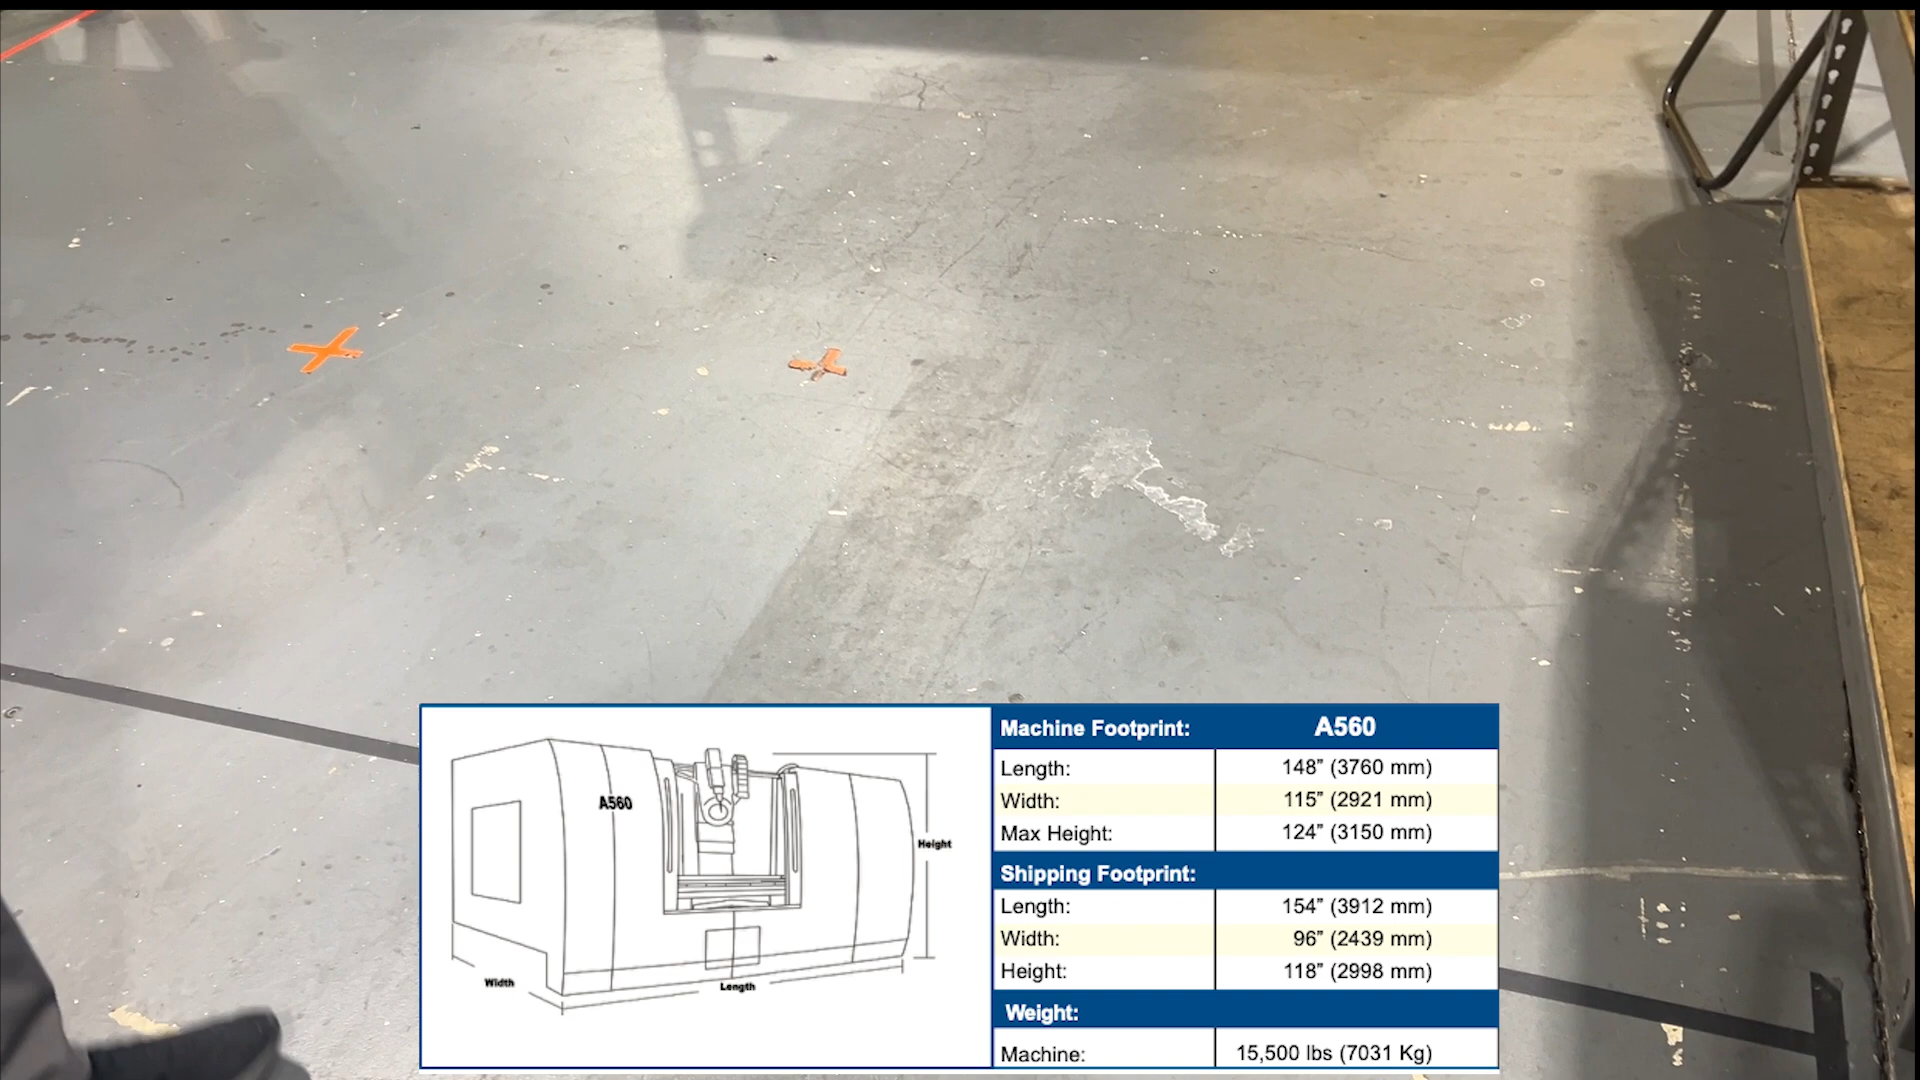 A560
Height
Width
Length
Machine Footprint: A560
Length: 148” (3760 mm)
Width: 115” (2921 mm)
Max Height: 124” (3150 mm)
Shipping Footprint:
Length: 154” (3912 mm)
Width: 96” (2439 mm)
Height: 118” (2998 mm)
Weight:
Machine: 15,500 lbs (7031 Kg)